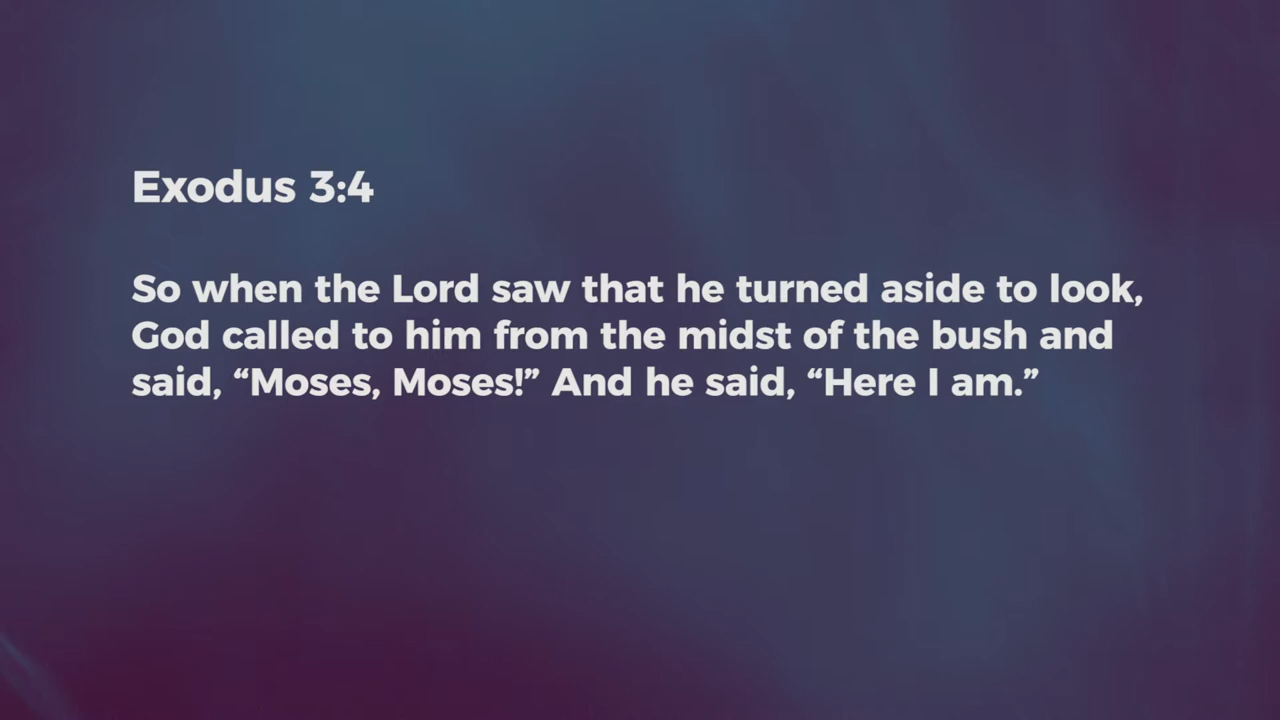 Exodus 3:4
So when the Lord saw that he turned aside to look,
God called to him from the midst of the bush and
said, “Moses, Moses!” And he said, “Here I am.”